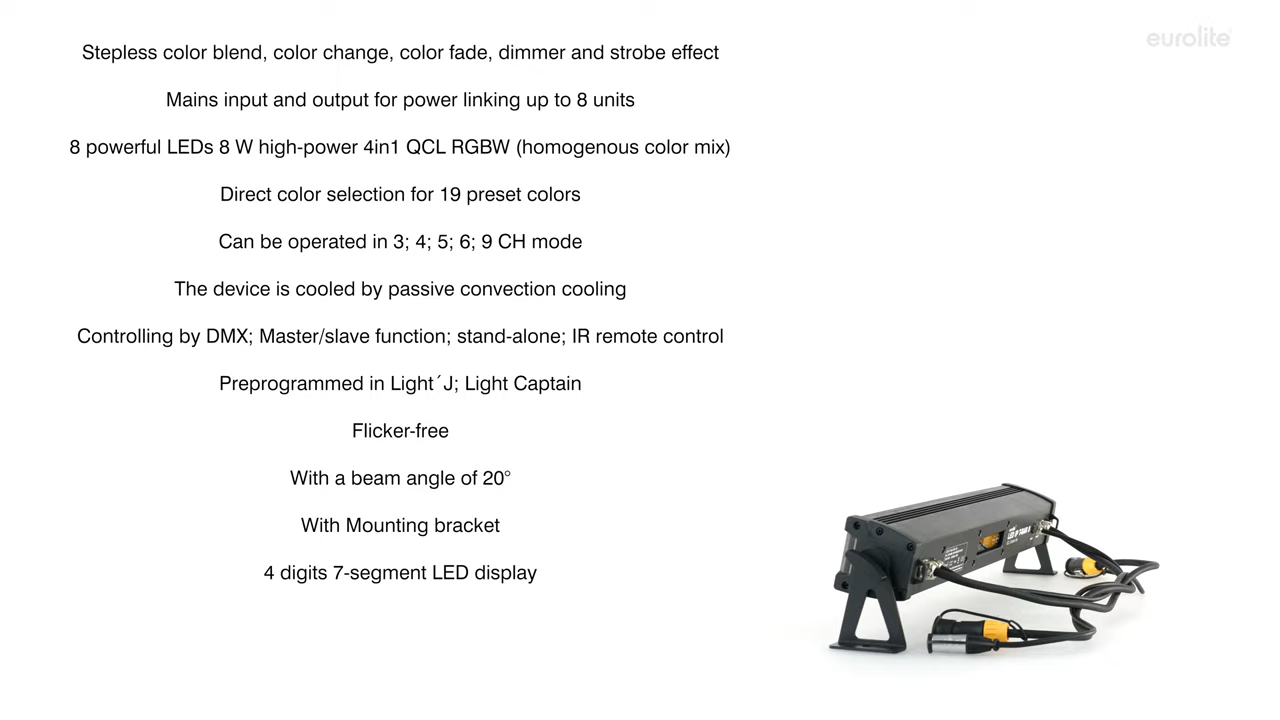 eurolite
Stepless color blend, color change, color fade, dimmer and strobe effect
Mains input and output for power linking up to 8 units
8 powerful LEDs 8 W high-power 4in1 QCL RGBW (homogenous color mix)
Direct color selection for 19 preset colors
Can be operated in 3; 4; 5; 6; 9 CH mode
The device is cooled by passive convection cooling
Controlling by DMX; Master/slave function; stand-alone; IR remote control
Preprogrammed in Light´J; Light Captain
Flicker-free
With a beam angle of 20°
With Mounting bracket
4 digits 7-segment LED display